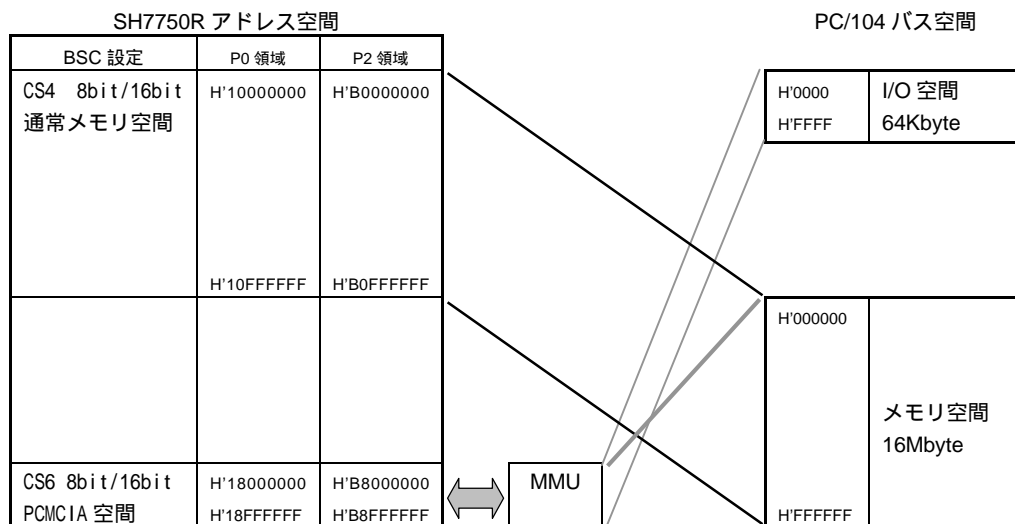 SH7750R アドレス空間
PC/104 バス空間
BSC 設定 P0 領域 P2 領域
CS4 8bit/16bit H'10000000 H'B0000000
通常メモリ空間
H'10FFFFFF H'B0FFFFFF
H'0000 I/O 空間
H'FFFF 64Kbyte
H'000000
メモリ空間
16Mbyte
CS6 8bit/16bit H'18000000 H'B8000000 MMU
PCMCIA 空間 H'18FFFFFF H'B8FFFFFF
H'FFFFFF